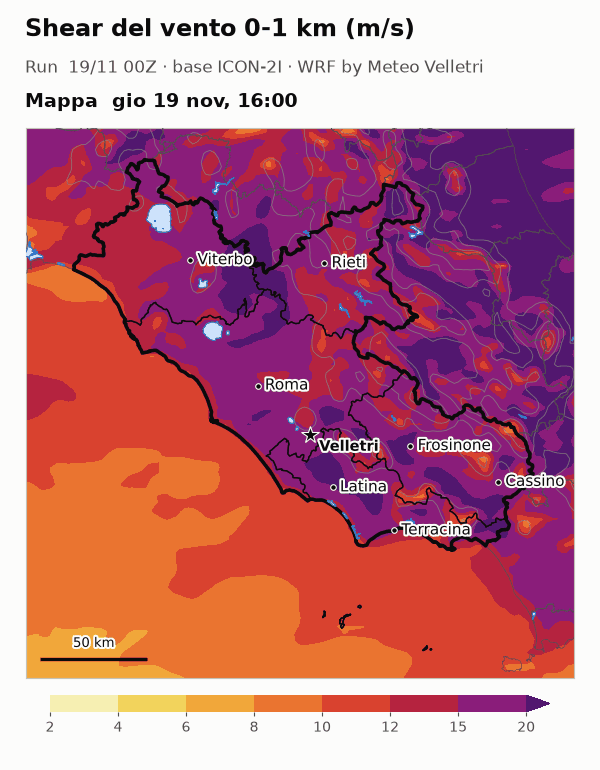 Shear del vento 0-1 km (m/s)
Run  19/11 00Z · base ICON-2I · WRF by Meteo Velletri
Mappa  gio 19 nov, 16:00
Viterbo
Rieti
Roma
Velletri
Frosinone
Latina
Cassino
Terracina
50 km
2 4 6 8 10 12 15 20